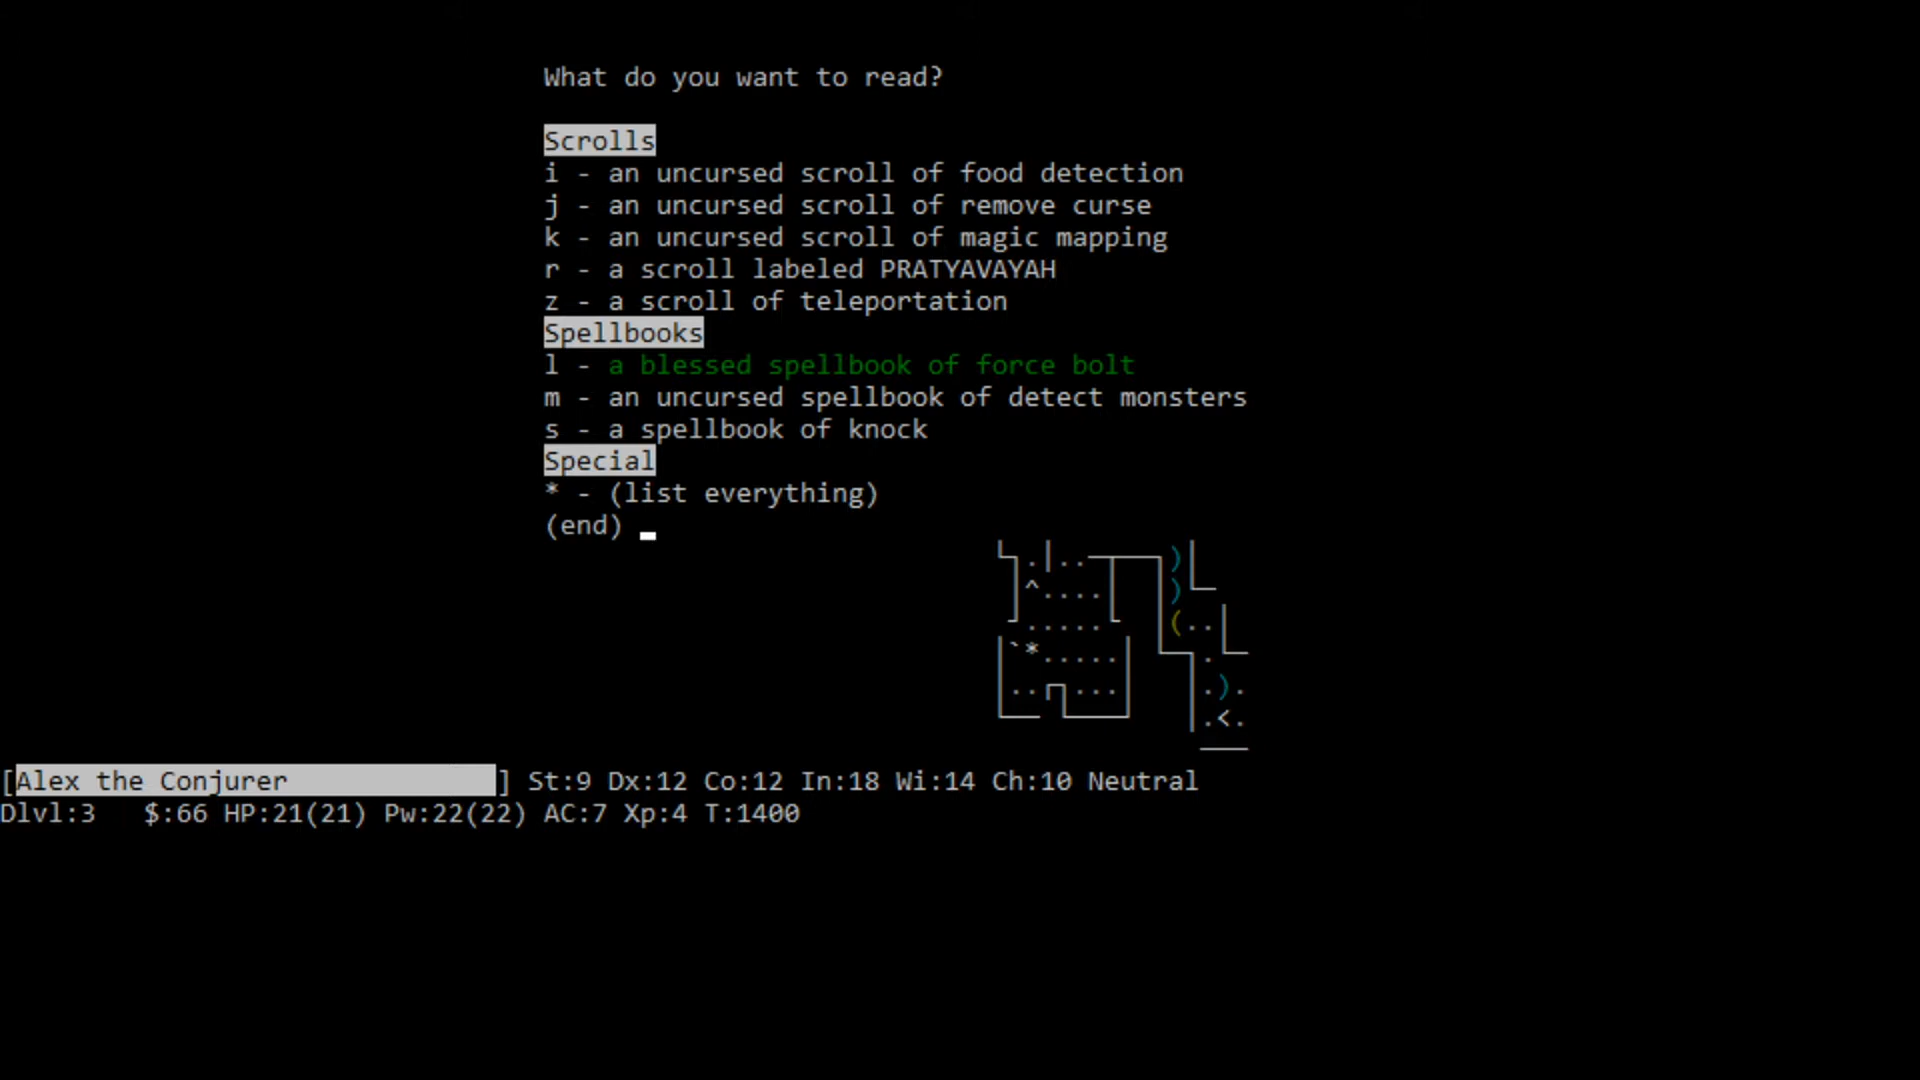 What do you want to read?
Scrolls
i - an uncursed scroll of food detection
j - an uncursed scroll of remove curse
k - an uncursed scroll of magic mapping
r - a scroll labeled PRATYAVAYAH
z - a scroll of teleportation
Spellbooks
l - a blessed spellbook of force bolt
m - an uncursed spellbook of detect monsters
s - a spellbook of knock
Special
* - (list everything)
(end)
[Alex the Conjurer] St:9 Dx:12 Co:12 In:18 Wi:14 Ch:10 Neutral
Dlvl:3 $:66 HP:21(21) Pw:22(22) AC:7 Xp:4 T:1400